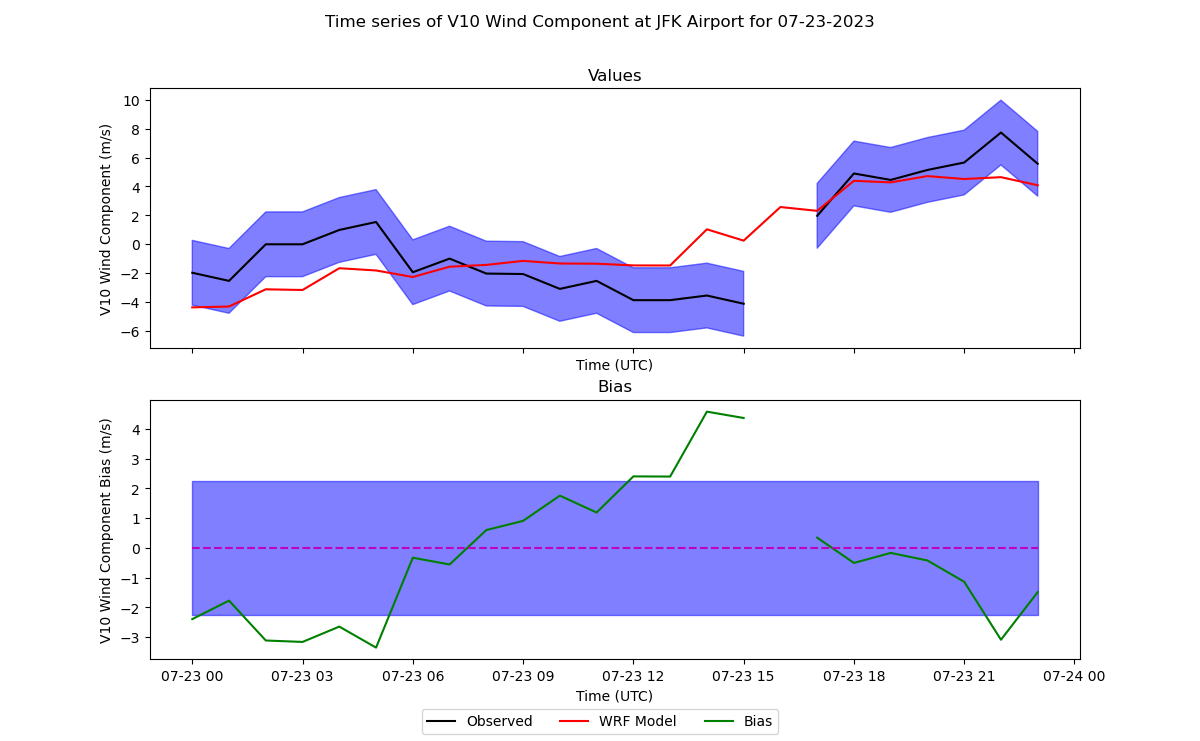 Time series of V10 Wind Component at JFK Airport for 07-23-2023
Values
V10 Wind Component (m/s)
10
8
6
4
2
0
−2
−4
−6
Time (UTC)
Bias
V10 Wind Component Bias (m/s)
4
3
2
1
0
−1
−2
−3
07-23 00 07-23 03 07-23 06 07-23 09 07-23 12 07-23 15 07-23 18 07-23 21 07-24 00
Time (UTC)
Observed WRF Model Bias